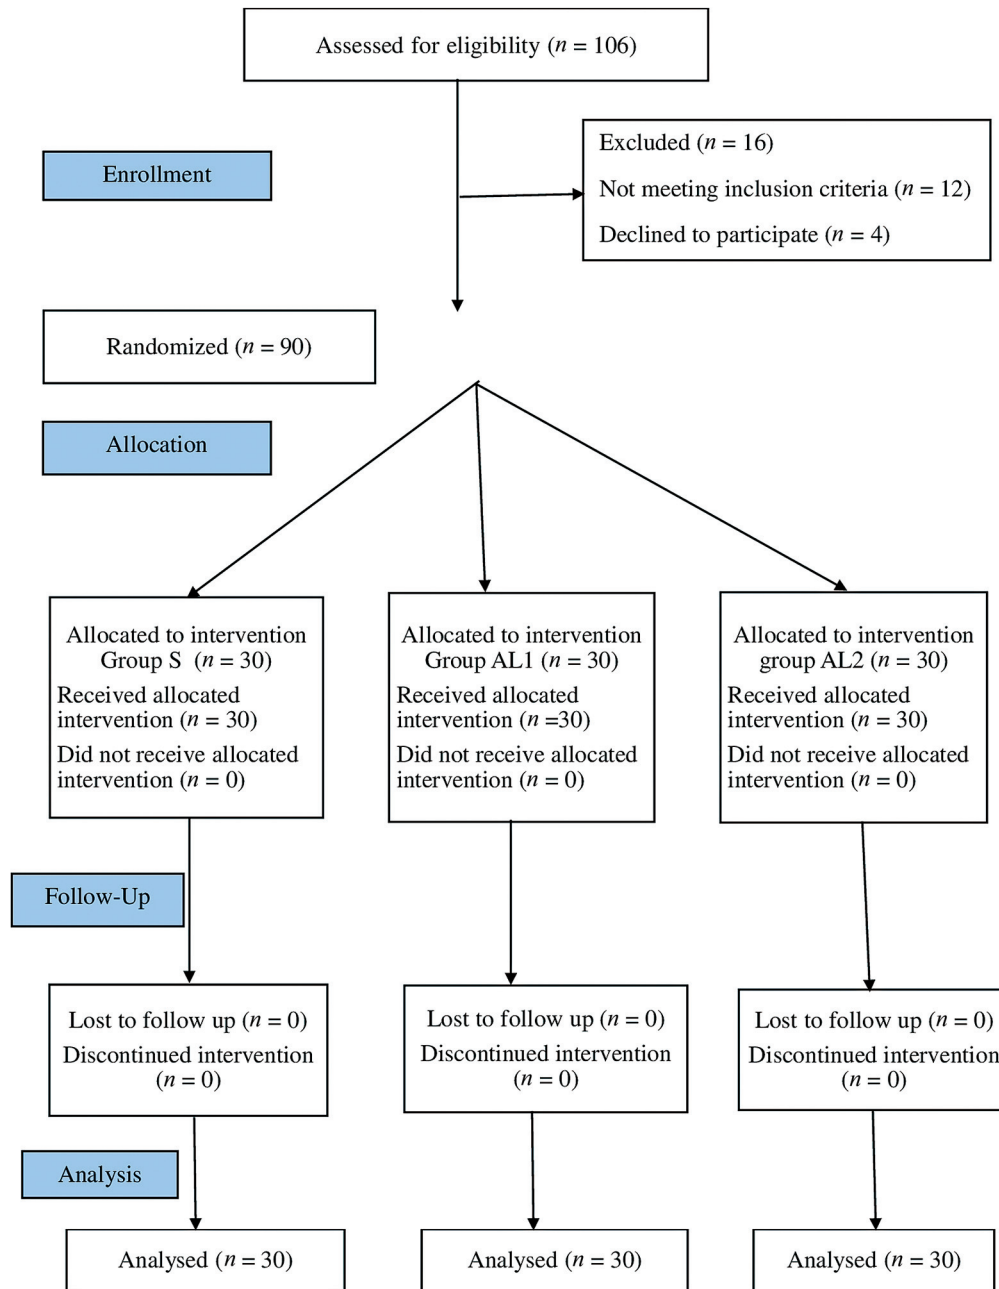 Assessed for eligibility (n = 106)
Enrollment
Excluded (n = 16)
Not meeting inclusion criteria (n = 12)
Declined to participate (n = 4)
Randomized (n = 90)
Allocation
Allocated to intervention
Group S (n = 30)
Received allocated
intervention (n = 30)
Did not receive allocated
intervention (n = 0)
Allocated to intervention
Group AL1 (n = 30)
Received allocated
intervention (n =30)
Did not receive allocated
intervention (n = 0)
Allocated to intervention
group AL2 (n = 30)
Received allocated
intervention (n = 30)
Did not receive allocated
intervention (n = 0)
Follow-Up
Lost to follow up (n = 0)
Discontinued intervention
(n = 0)
Lost to follow up (n = 0)
Discontinued intervention
(n = 0)
Lost to follow up (n = 0)
Discontinued intervention
(n = 0)
Analysis
Analysed (n = 30)
Analysed (n = 30)
Analysed (n = 30)